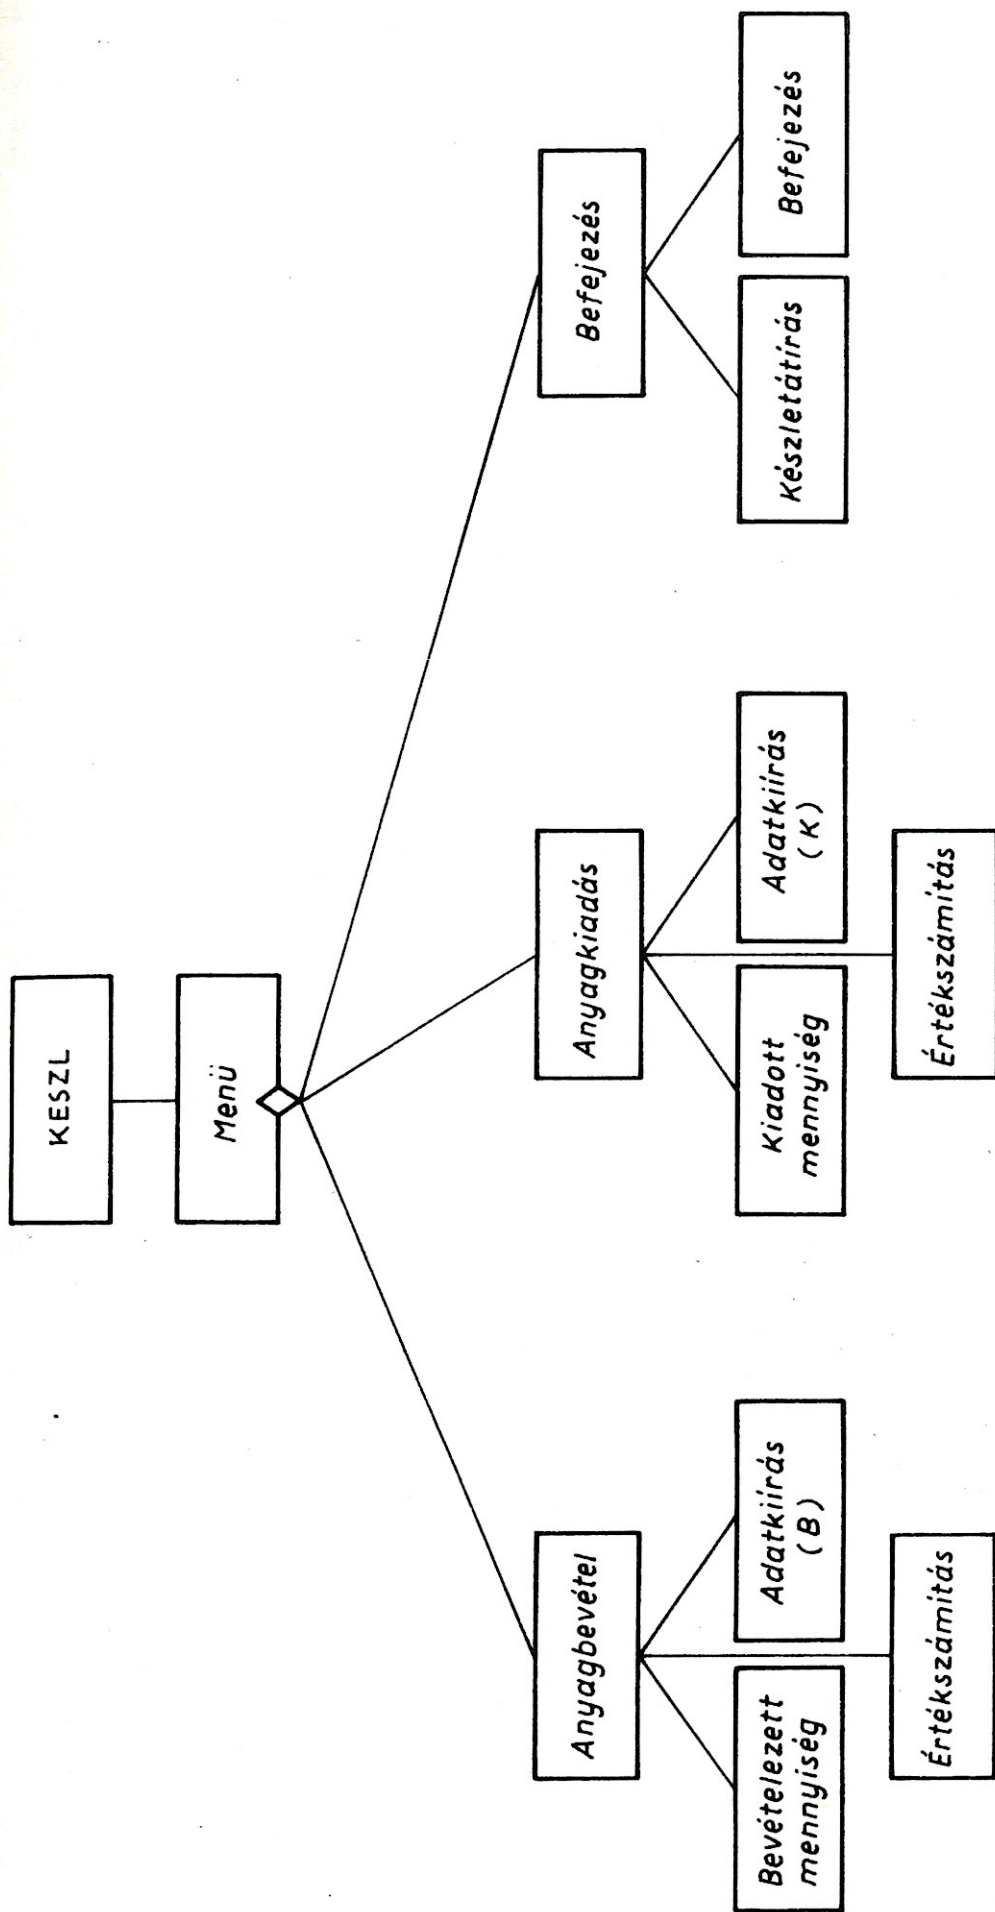 KESZL
Menü
Anyagbevétel
Anyagkiadás
Befejezés
Bevételezett
mennyiség
Adatkiírás
(B)
Kiadott
mennyiség
Adatkiírás
(K)
Készletátírás
Befejezés
Értékszámítás
Értékszámítás